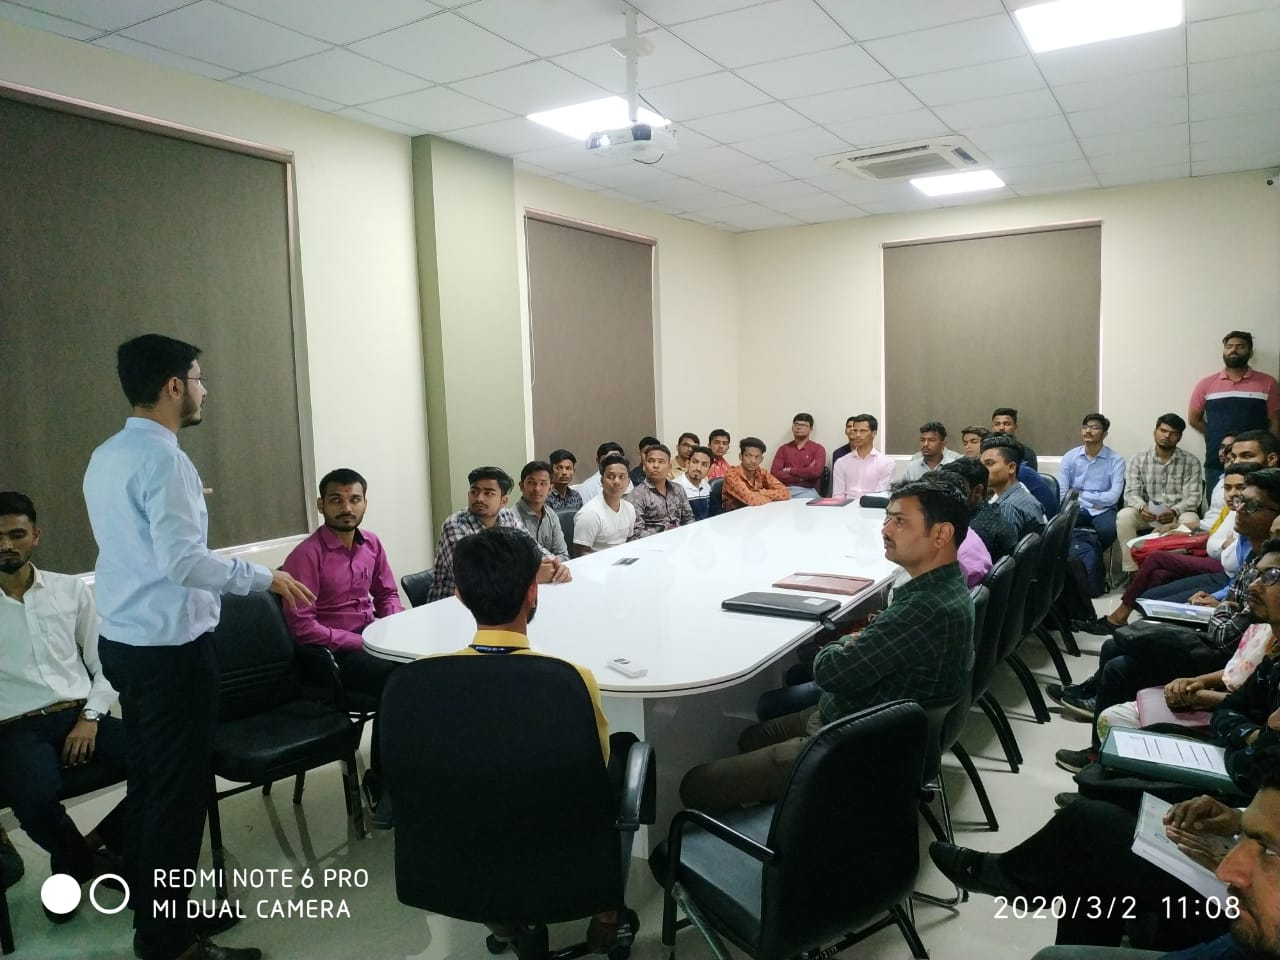 REDMI NOTE 6 PRO
MI DUAL CAMERA
2020/3/2 11:08